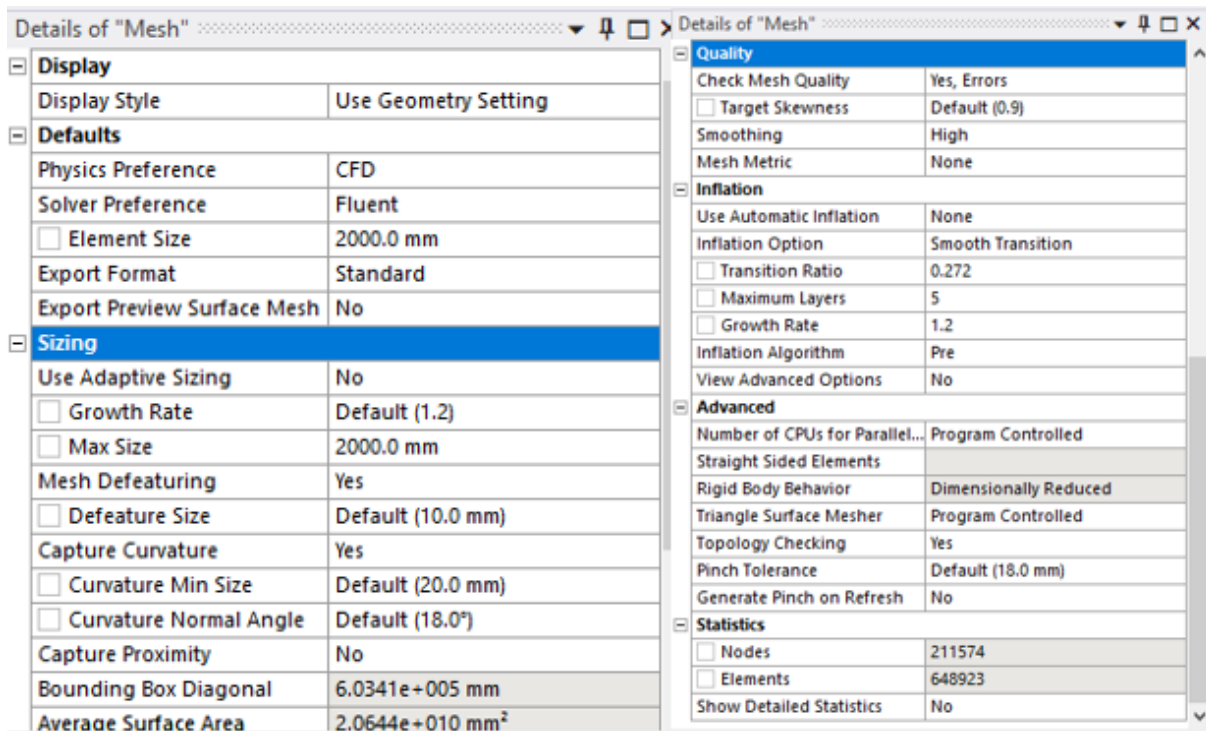 Details of "Mesh"
Display
Display Style Use Geometry Setting
Defaults
Physics Preference CFD
Solver Preference Fluent
Element Size 2000.0 mm
Export Format Standard
Export Preview Surface Mesh No
Sizing
Use Adaptive Sizing No
Growth Rate Default (1.2)
Max Size 2000.0 mm
Mesh Defeaturing Yes
Defeature Size Default (10.0 mm)
Capture Curvature Yes
Curvature Min Size Default (20.0 mm)
Curvature Normal Angle Default (18.0°)
Capture Proximity No
Bounding Box Diagonal 6.0341e+005 mm
Average Surface Area 2.0644e+010 mm²
Details of "Mesh"
Quality
Check Mesh Quality Yes, Errors
Target Skewness Default (0.9)
Smoothing High
Mesh Metric None
Inflation
Use Automatic Inflation None
Inflation Option Smooth Transition
Transition Ratio 0.272
Maximum Layers 5
Growth Rate 1.2
Inflation Algorithm Pre
View Advanced Options No
Advanced
Number of CPUs for Parallel... Program Controlled
Straight Sided Elements
Rigid Body Behavior Dimensionally Reduced
Triangle Surface Mesher Program Controlled
Topology Checking Yes
Pinch Tolerance Default (18.0 mm)
Generate Pinch on Refresh No
Statistics
Nodes 211574
Elements 648923
Show Detailed Statistics No